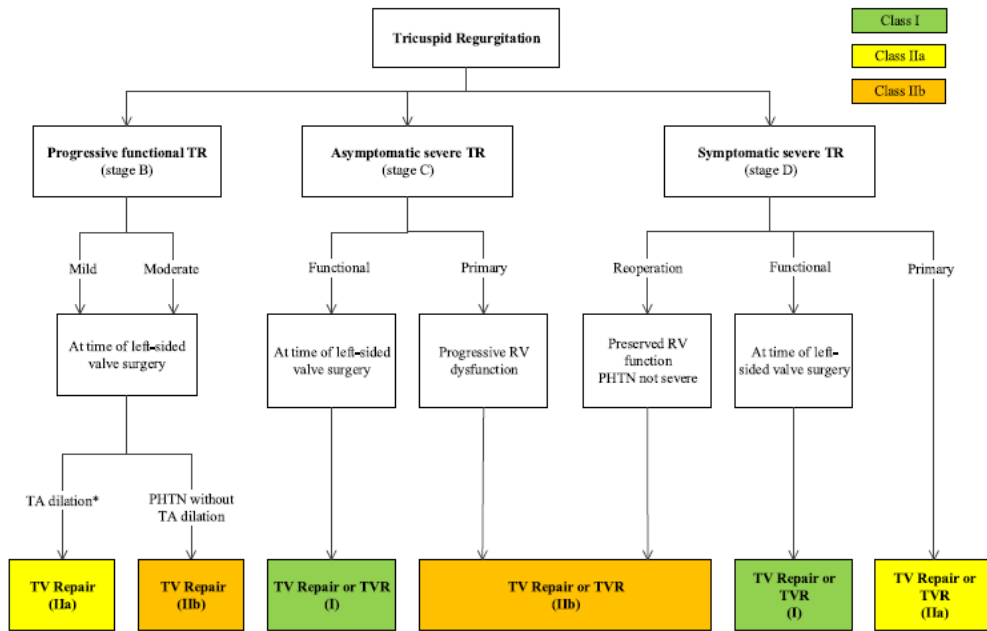 Tricuspid Regurgitation
Class I
Class IIa
Class IIb
Progressive functional TR
(stage B)
Asymptomatic severe TR
(stage C)
Symptomatic severe TR
(stage D)
Mild
Moderate
Functional
Primary
Reoperation
Functional
Primary
At time of left-sided
valve surgery
At time of left-sided
valve surgery
Progressive RV
dysfunction
Preserved RV
function
PHTN not severe
At time of left-
sided valve surgery
TA dilation*
PHTN without
TA dilation
TV Repair
(IIa)
TV Repair
(IIb)
TV Repair or TVR
(I)
TV Repair or TVR
(IIb)
TV Repair or
TVR
(I)
TV Repair or
TVR
(IIa)